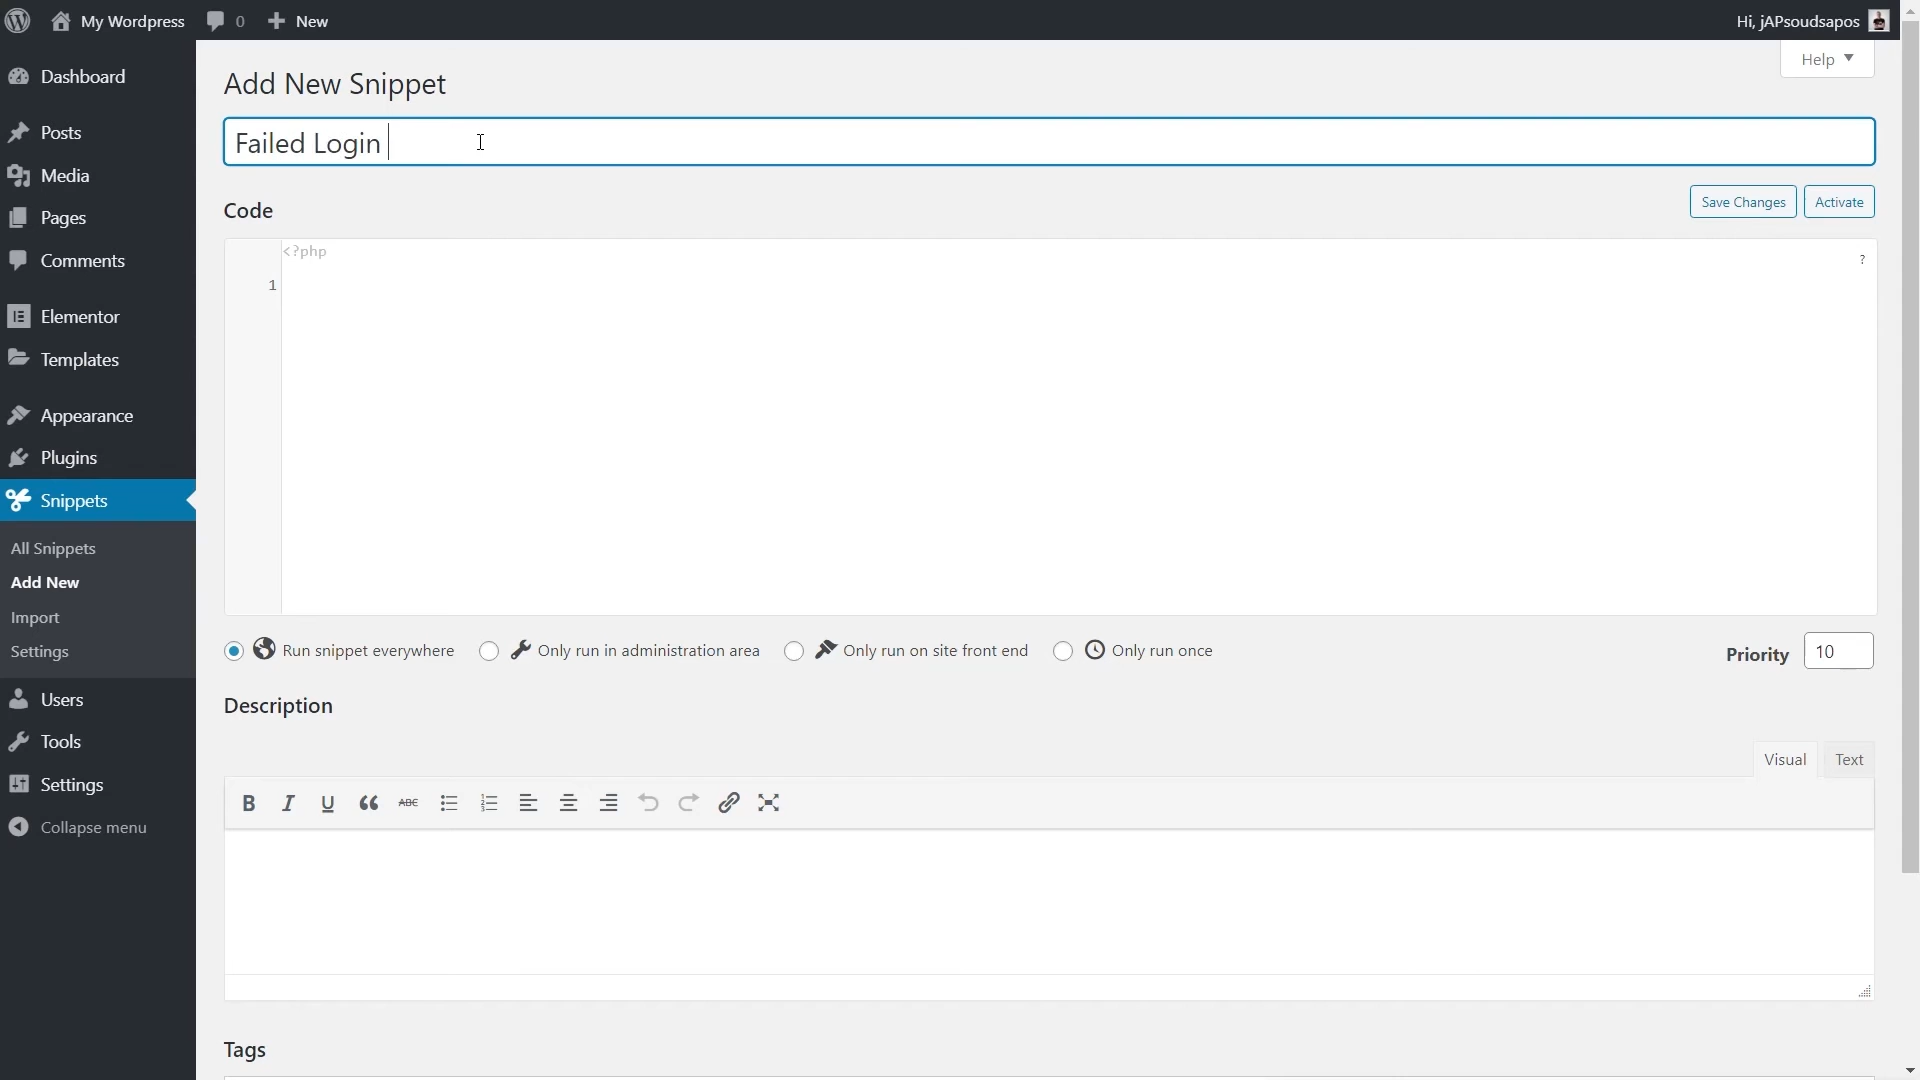 My Wordpress
0
New
Hi, jAPsoudsapos
Dashboard
Posts
Media
Pages
Comments
Elementor
Templates
Appearance
Plugins
Snippets
All Snippets
Add New
Import
Settings
Users
Tools
Settings
Collapse menu
Help
Add New Snippet
Failed Login
Code
Save Changes
Activate
<?php
?
1
Run snippet everywhere
Only run in administration area
Only run on site front end
Only run once
Priority
10
Description
Visual
Text
B
I
U
ABC
Tags